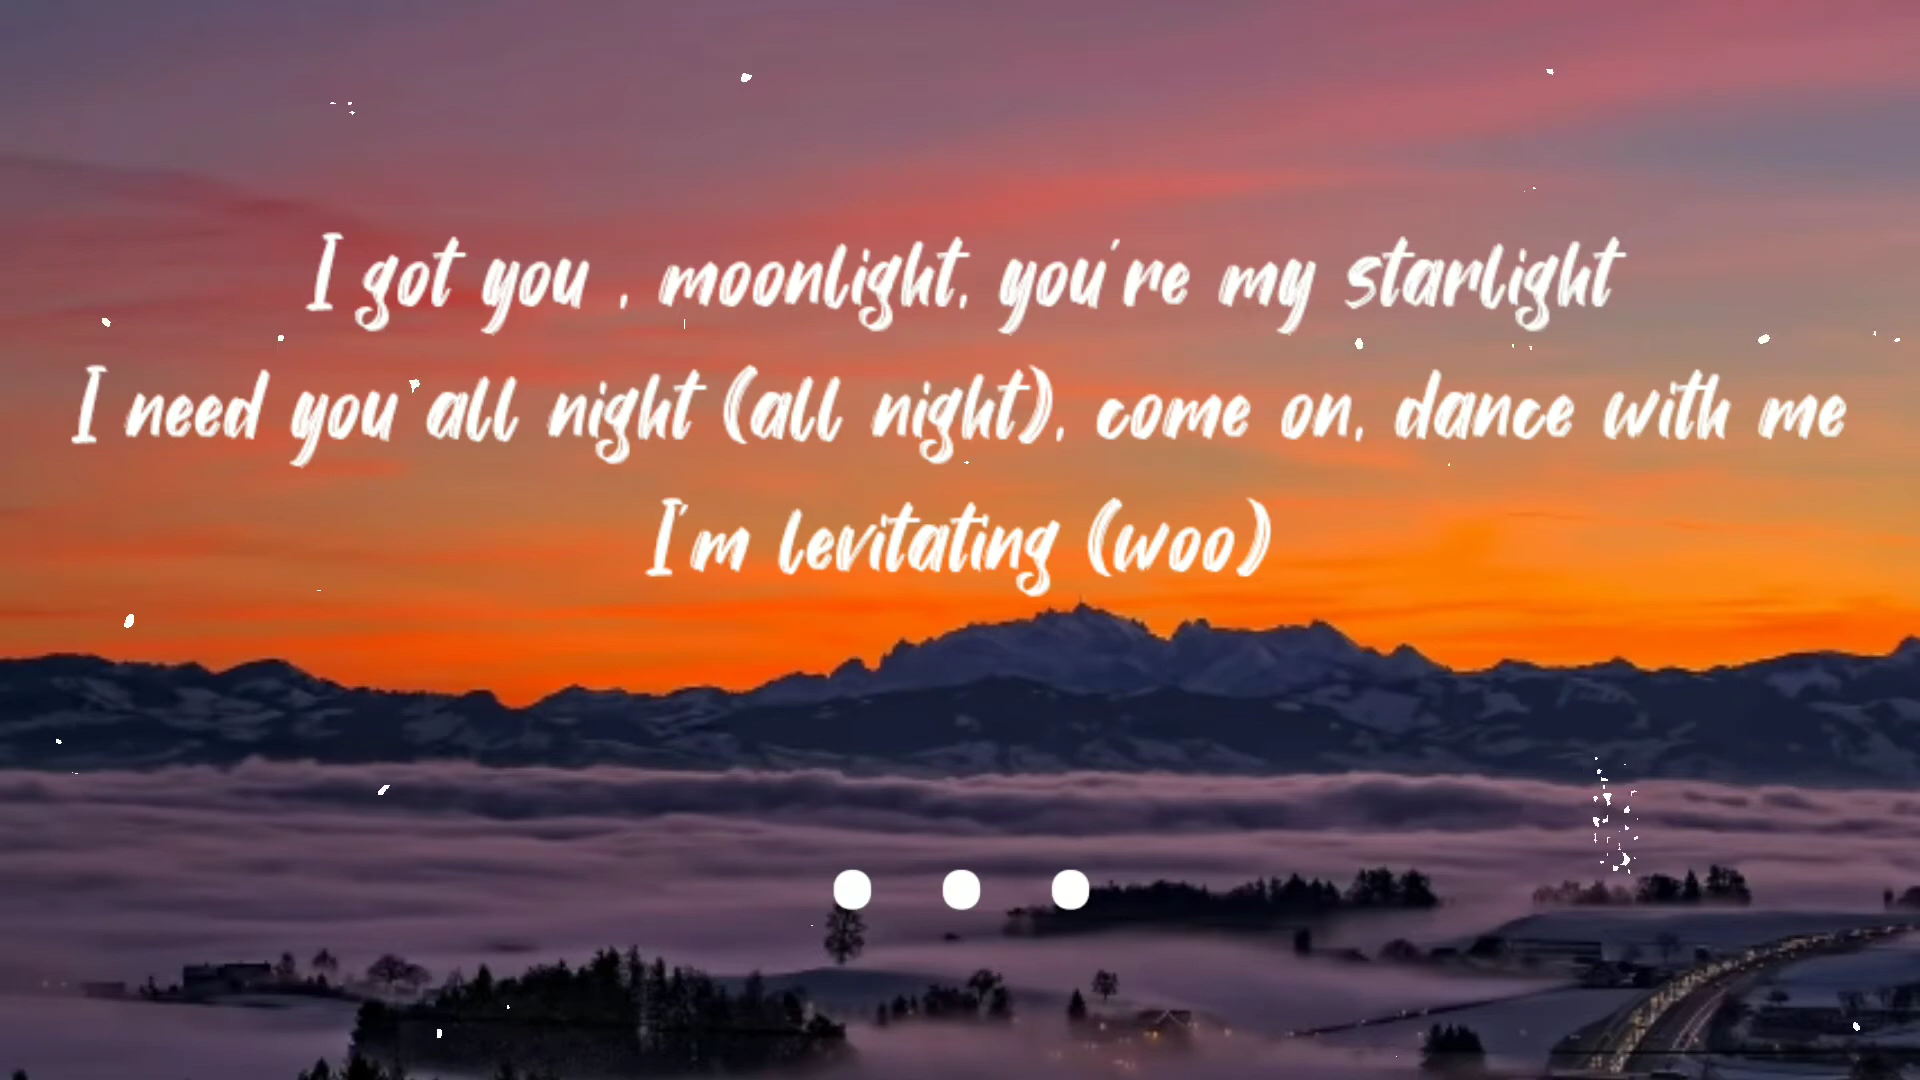 I got you , moonlight, you're my starlight
I need you all night (all night), come on, dance with me
I'm levitating (woo)